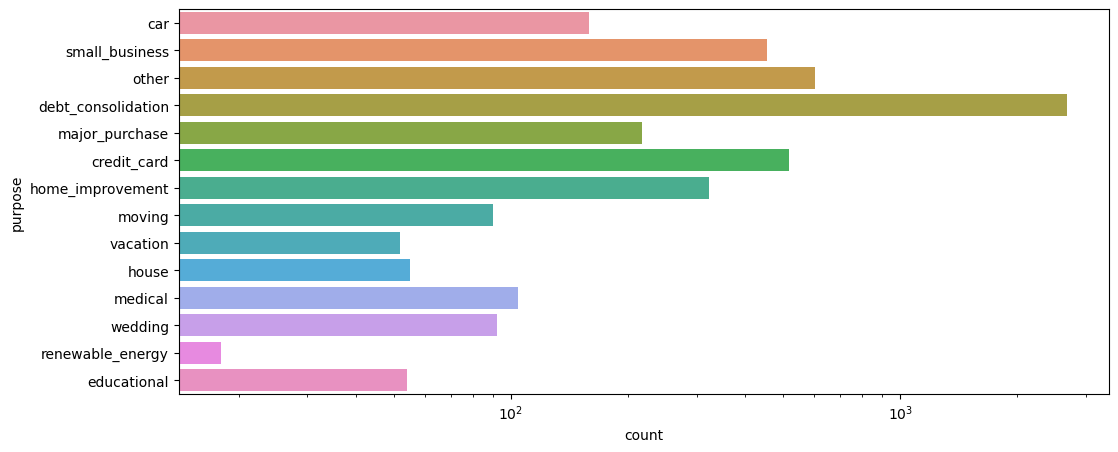 car
small_business
other
debt_consolidation
major_purchase
credit_card
home_improvement
moving
vacation
house
medical
wedding
renewable_energy
educational
purpose
10² 10³
count